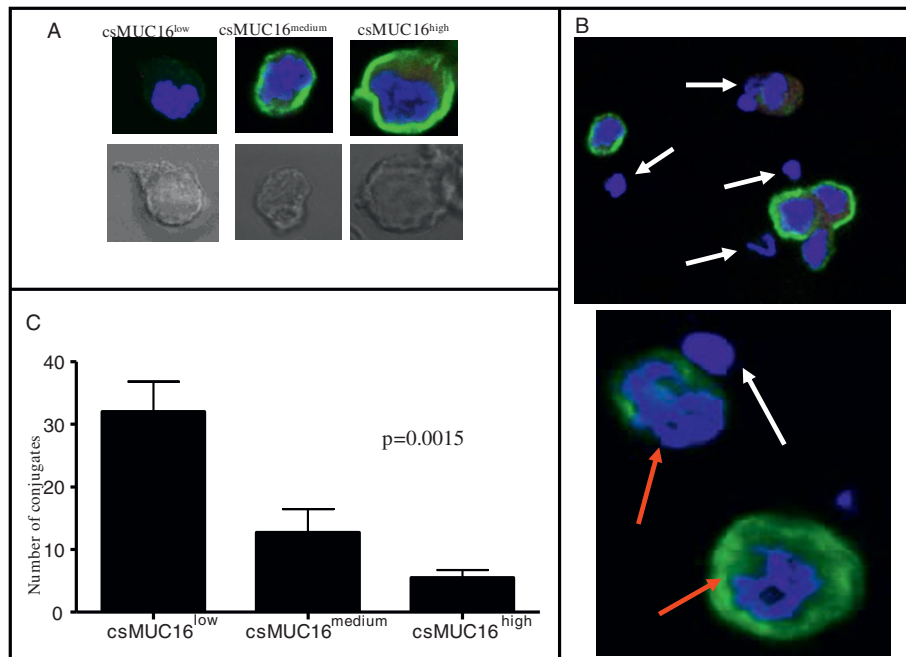 A
csMUC16low
csMUC16medium
csMUC16high
B
C
Number of conjugates
40
30
20
10
0
p=0.0015
csMUC16low
csMUC16medium
csMUC16high